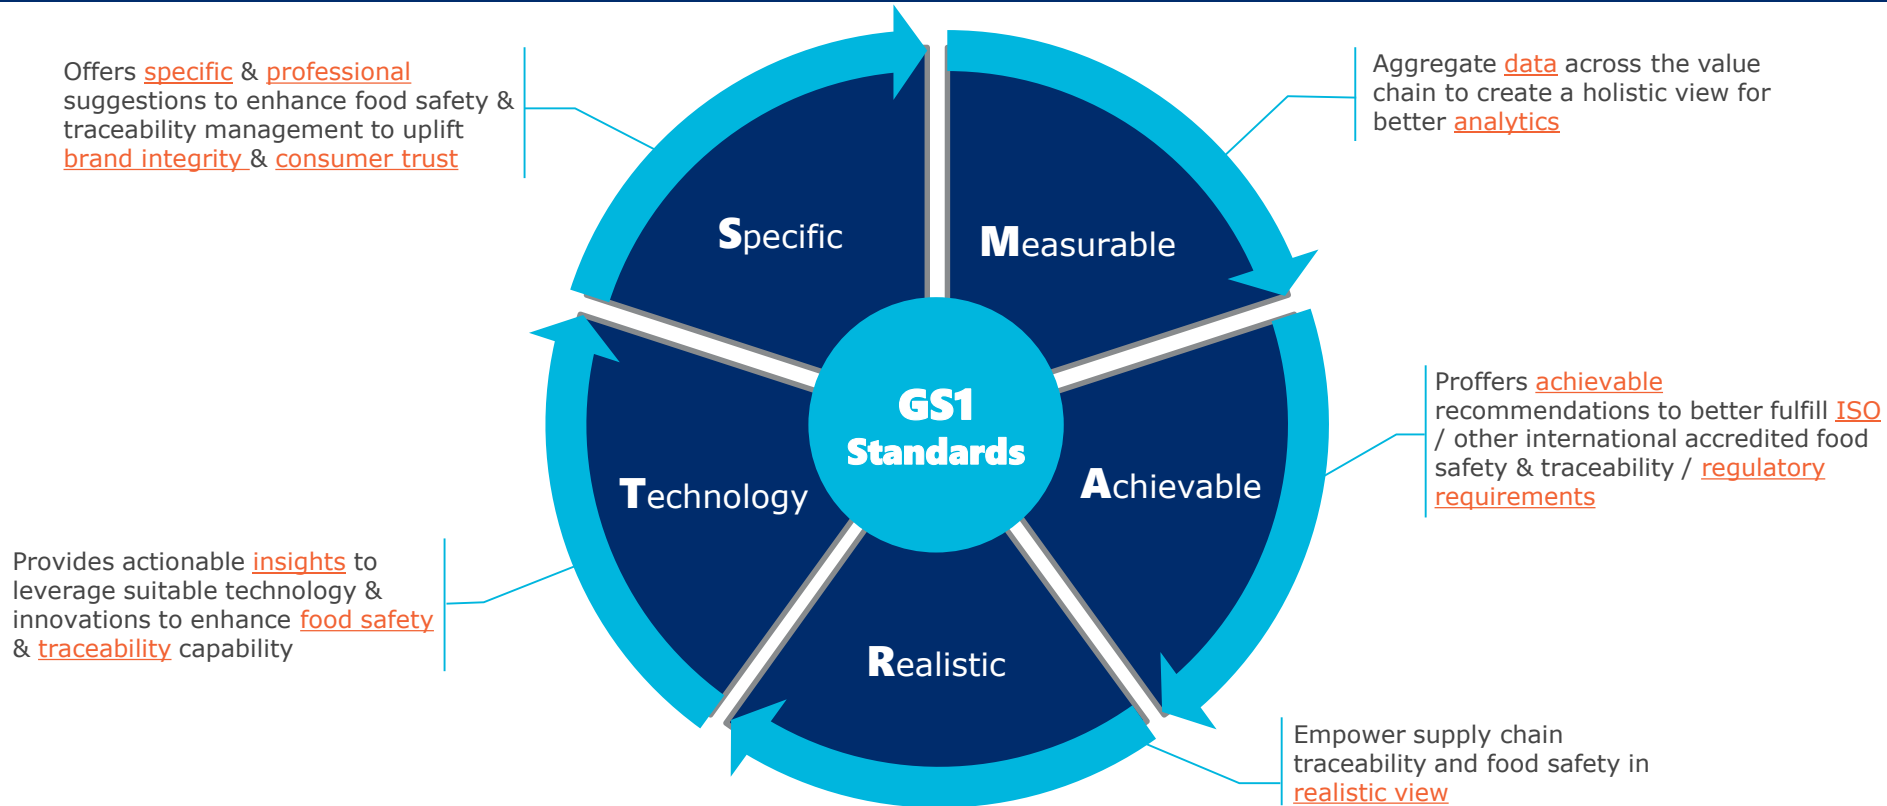 Offers specific & professional
suggestions to enhance food safety &
traceability management to uplift
brand integrity & consumer trust
Aggregate data across the value
chain to create a holistic view for
better analytics
Specific
Measurable
GS1
Standards
Proffers achievable
recommendations to better fulfill ISO
/ other international accredited food
safety & traceability / regulatory
requirements
Technology
Achievable
Provides actionable insights to
leverage suitable technology &
innovations to enhance food safety
& traceability capability
Realistic
Empower supply chain
traceability and food safety in
realistic view